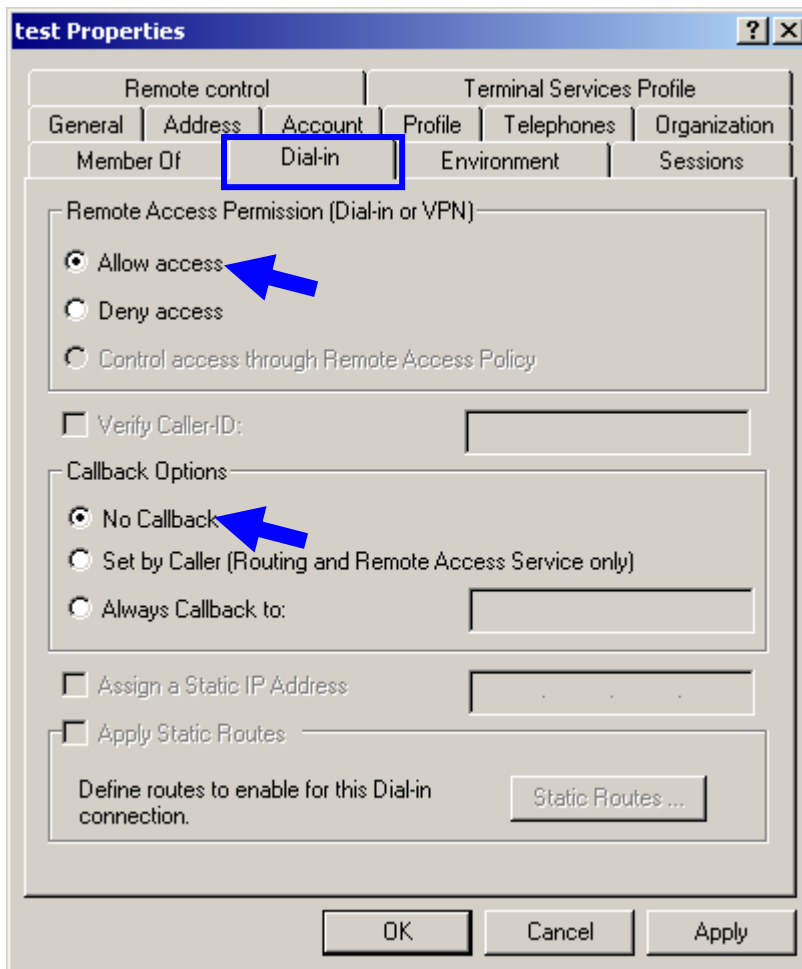 test Properties
Remote control
Terminal Services Profile
General
Address
Account
Profile
Telephones
Organization
Member Of
Dial-in
Environment
Sessions
Remote Access Permission (Dial-in or VPN)
Allow access
Deny access
Control access through Remote Access Policy
Verify Caller-ID:
Callback Options
No Callback
Set by Caller (Routing and Remote Access Service only)
Always Callback to:
Assign a Static IP Address
Apply Static Routes
Define routes to enable for this Dial-in
connection.
Static Routes ...
OK
Cancel
Apply